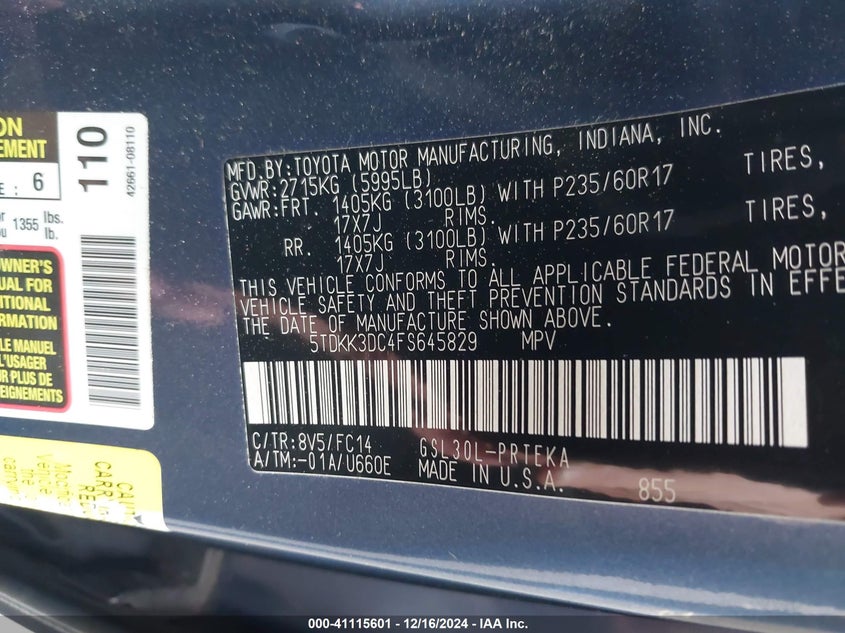 ON
EMENT
E : 6
or
1355 lbs.
lb.
110
42661-08110
OWNER'S
UAL FOR
ITIONAL
RMATION
LE MANUEL
L'USAGER
UR PLUS DE
EIGNEMENTS
MFD.BY:TOYOTA MOTOR MANUFACTURING, INDIANA, INC.
GVWR:2715KG (5995LB)
GAWR:FRT. 1405KG (3100LB) WITH P235/60R17 TIRES,
17X7J RIMS.
RR. 1405KG (3100LB) WITH P235/60R17 TIRES,
17X7J RIMS.
THIS VEHICLE CONFORMS TO ALL APPLICABLE FEDERAL MOTOR
VEHICLE SAFETY AND THEFT PREVENTION STANDARDS IN EFFE
THE DATE OF MANUFACTURE SHOWN ABOVE.
5TDKK3DC4FS645829 MPV
C/TR:8V5/FC14 GSL30L-PRTEKA
A/TM:-01A/U660E MADE IN U.S.A.
855
000-41115601 - 12/16/2024 - IAA Inc.